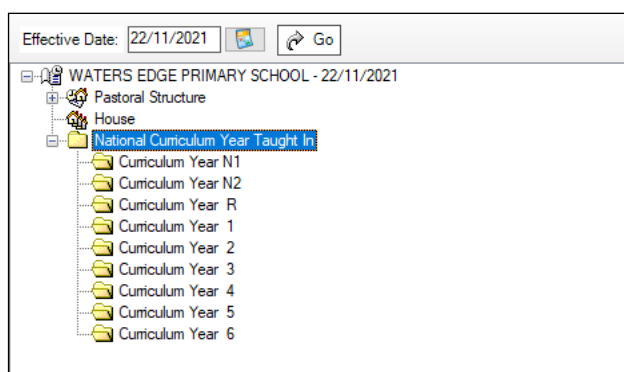 Effective Date: 22/11/2021 Go
WATERS EDGE PRIMARY SCHOOL - 22/11/2021
Pastoral Structure
House
National Curriculum Year Taught In
Curriculum Year N1
Curriculum Year N2
Curriculum Year R
Curriculum Year 1
Curriculum Year 2
Curriculum Year 3
Curriculum Year 4
Curriculum Year 5
Curriculum Year 6